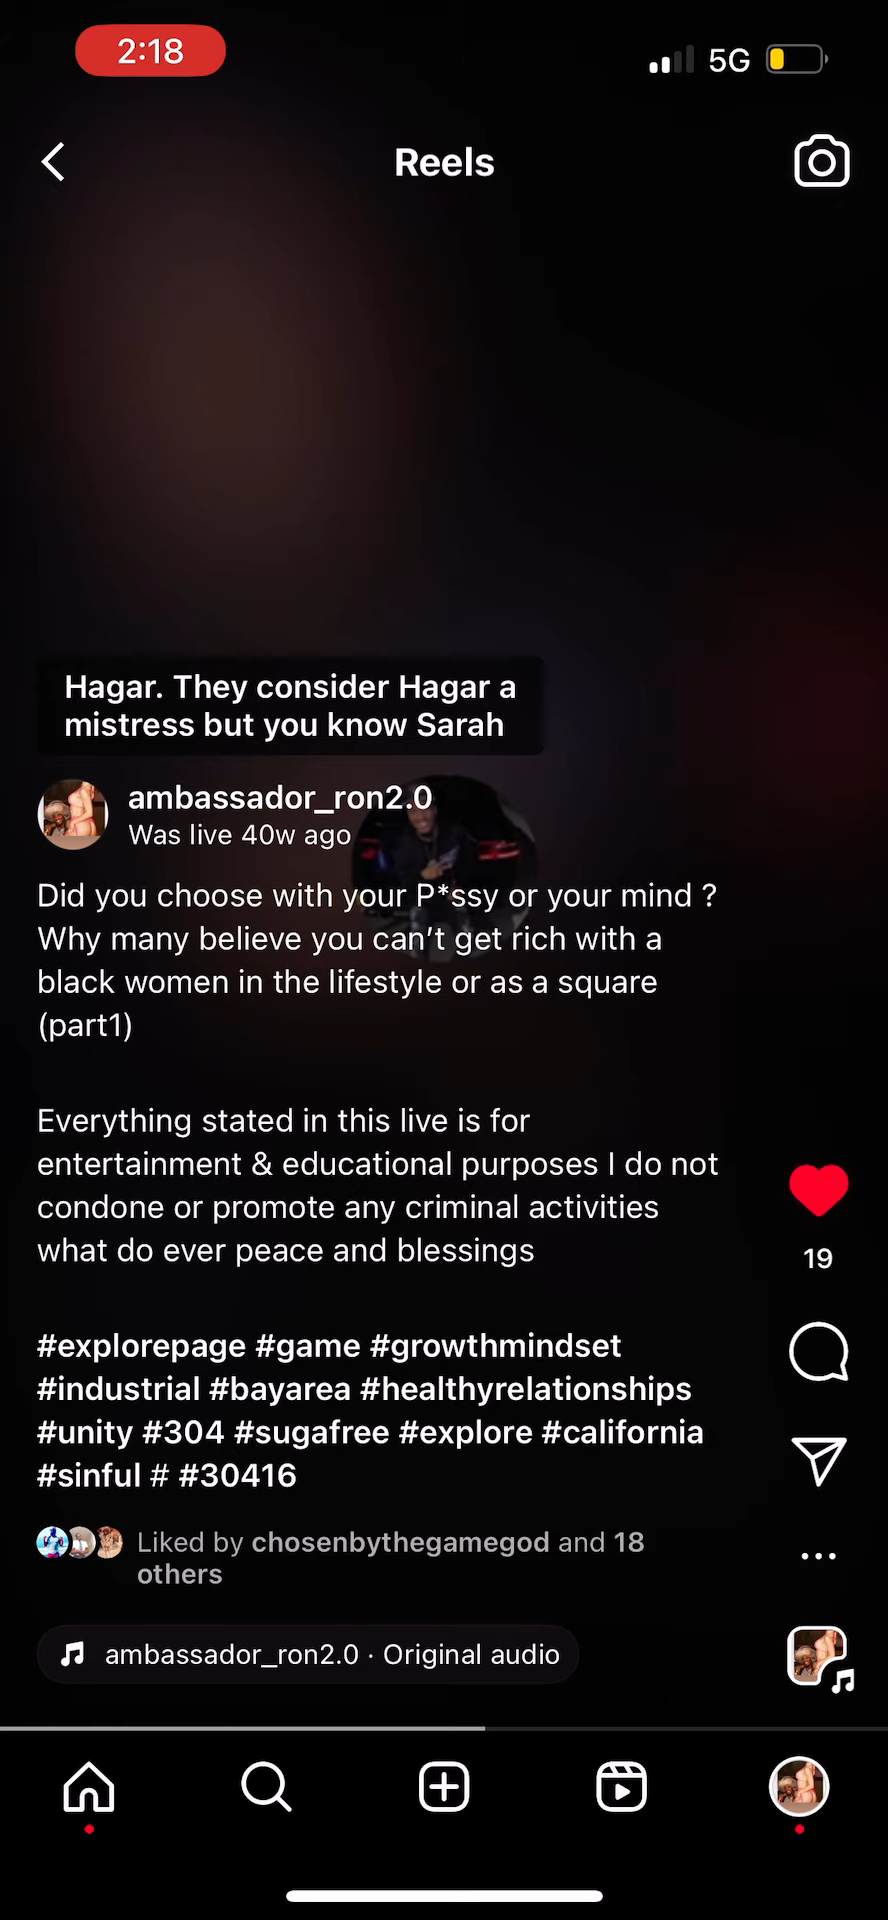 2:18
5G
Reels
Hagar. They consider Hagar a
mistress but you know Sarah
ambassador_ron2.0
Was live 40w ago
Did you choose with your P*ssy or your mind ?
Why many believe you can’t get rich with a
black women in the lifestyle or as a square
(part1)
Everything stated in this live is for
entertainment & educational purposes I do not
condone or promote any criminal activities
what do ever peace and blessings
#explorepage #game #growthmindset
#industrial #bayarea #healthyrelationships
#unity #304 #sugafree #explore #california
#sinful # #30416
19
Liked by chosenbythegamegod and 18
others
ambassador_ron2.0 · Original audio